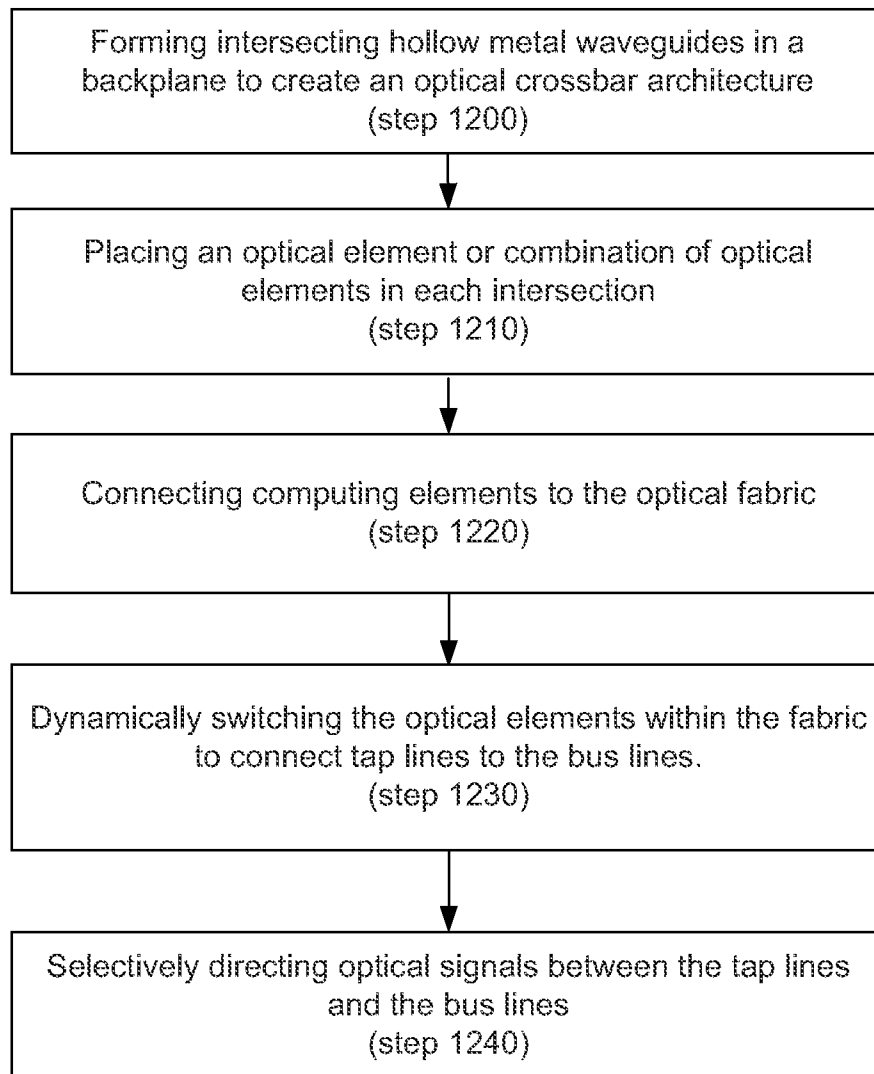 Forming intersecting hollow metal waveguides in a
backplane to create an optical crossbar architecture
(step 1200)
Placing an optical element or combination of optical
elements in each intersection
(step 1210)
Connecting computing elements to the optical fabric
(step 1220)
Dynamically switching the optical elements within the fabric
to connect tap lines to the bus lines.
(step 1230)
Selectively directing optical signals between the tap lines
and the bus lines
(step 1240)